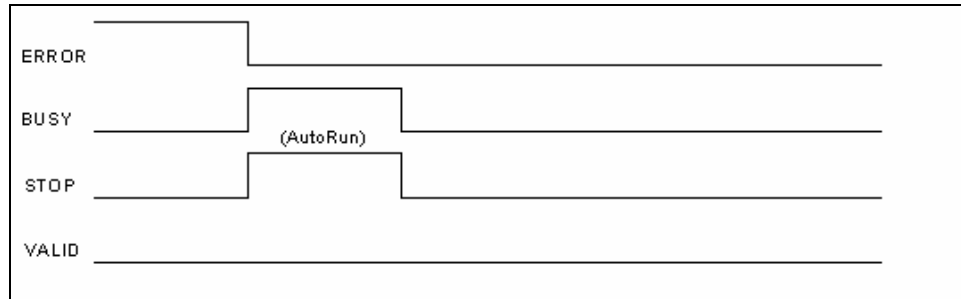 ERROR
BUSY
(AutoRun)
STOP
VALID